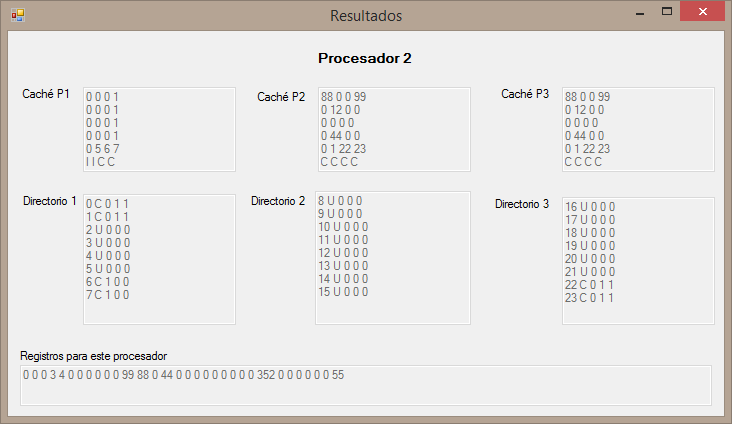 Resultados
Procesador 2
Caché P1
0 0 0 1
0 0 0 1
0 0 0 1
0 0 0 1
0 5 6 7
I I C C
Caché P2
88 0 0 99
0 12 0 0
0 0 0 0
0 44 0 0
0 1 22 23
C C C C
Caché P3
88 0 0 99
0 12 0 0
0 0 0 0
0 44 0 0
0 1 22 23
C C C C
Directorio 1
0 C 0 1 1
1 C 0 1 1
2 U 0 0 0
3 U 0 0 0
4 U 0 0 0
5 U 0 0 0
6 C 1 0 0
7 C 1 0 0
Directorio 2
8 U 0 0 0
9 U 0 0 0
10 U 0 0 0
11 U 0 0 0
12 U 0 0 0
13 U 0 0 0
14 U 0 0 0
15 U 0 0 0
Directorio 3
16 U 0 0 0
17 U 0 0 0
18 U 0 0 0
19 U 0 0 0
20 U 0 0 0
21 U 0 0 0
22 C 0 1 1
23 C 0 1 1
Registros para este procesador
0 0 0 3 4 0 0 0 0 0 0 99 88 0 44 0 0 0 0 0 0 0 0 0 352 0 0 0 0 0 0 55